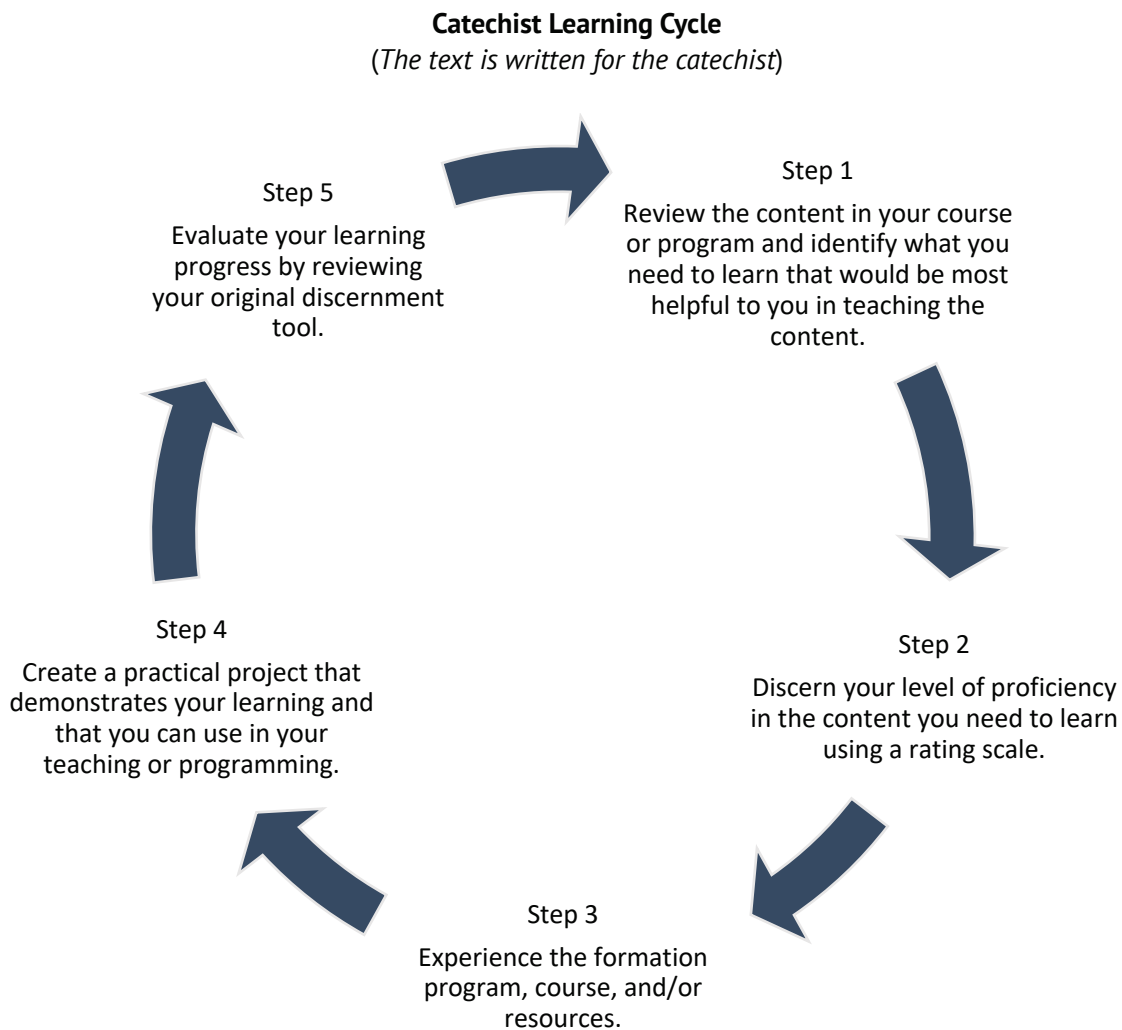 Catechist Learning Cycle
(The text is written for the catechist)
Step 1
Review the content in your course
or program and identify what you
need to learn that would be most
helpful to you in teaching the
content.
Step 2
Discern your level of proficiency
in the content you need to learn
using a rating scale.
Step 3
Experience the formation
program, course, and/or
resources.
Step 4
Create a practical project that
demonstrates your learning and
that you can use in your
teaching or programming.
Step 5
Evaluate your learning
progress by reviewing
your original discernment
tool.